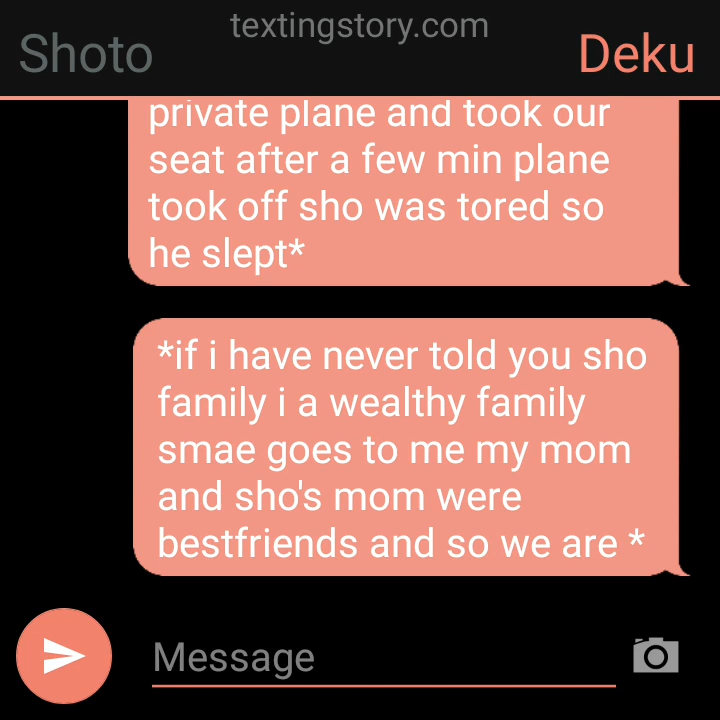 textingstory.com
Shoto
Deku
private plane and took our
seat after a few min plane
took off sho was tored so
he slept*
*if i have never told you sho
family i a wealthy family
smae goes to me my mom
and sho's mom were
bestfriends and so we are *
Message